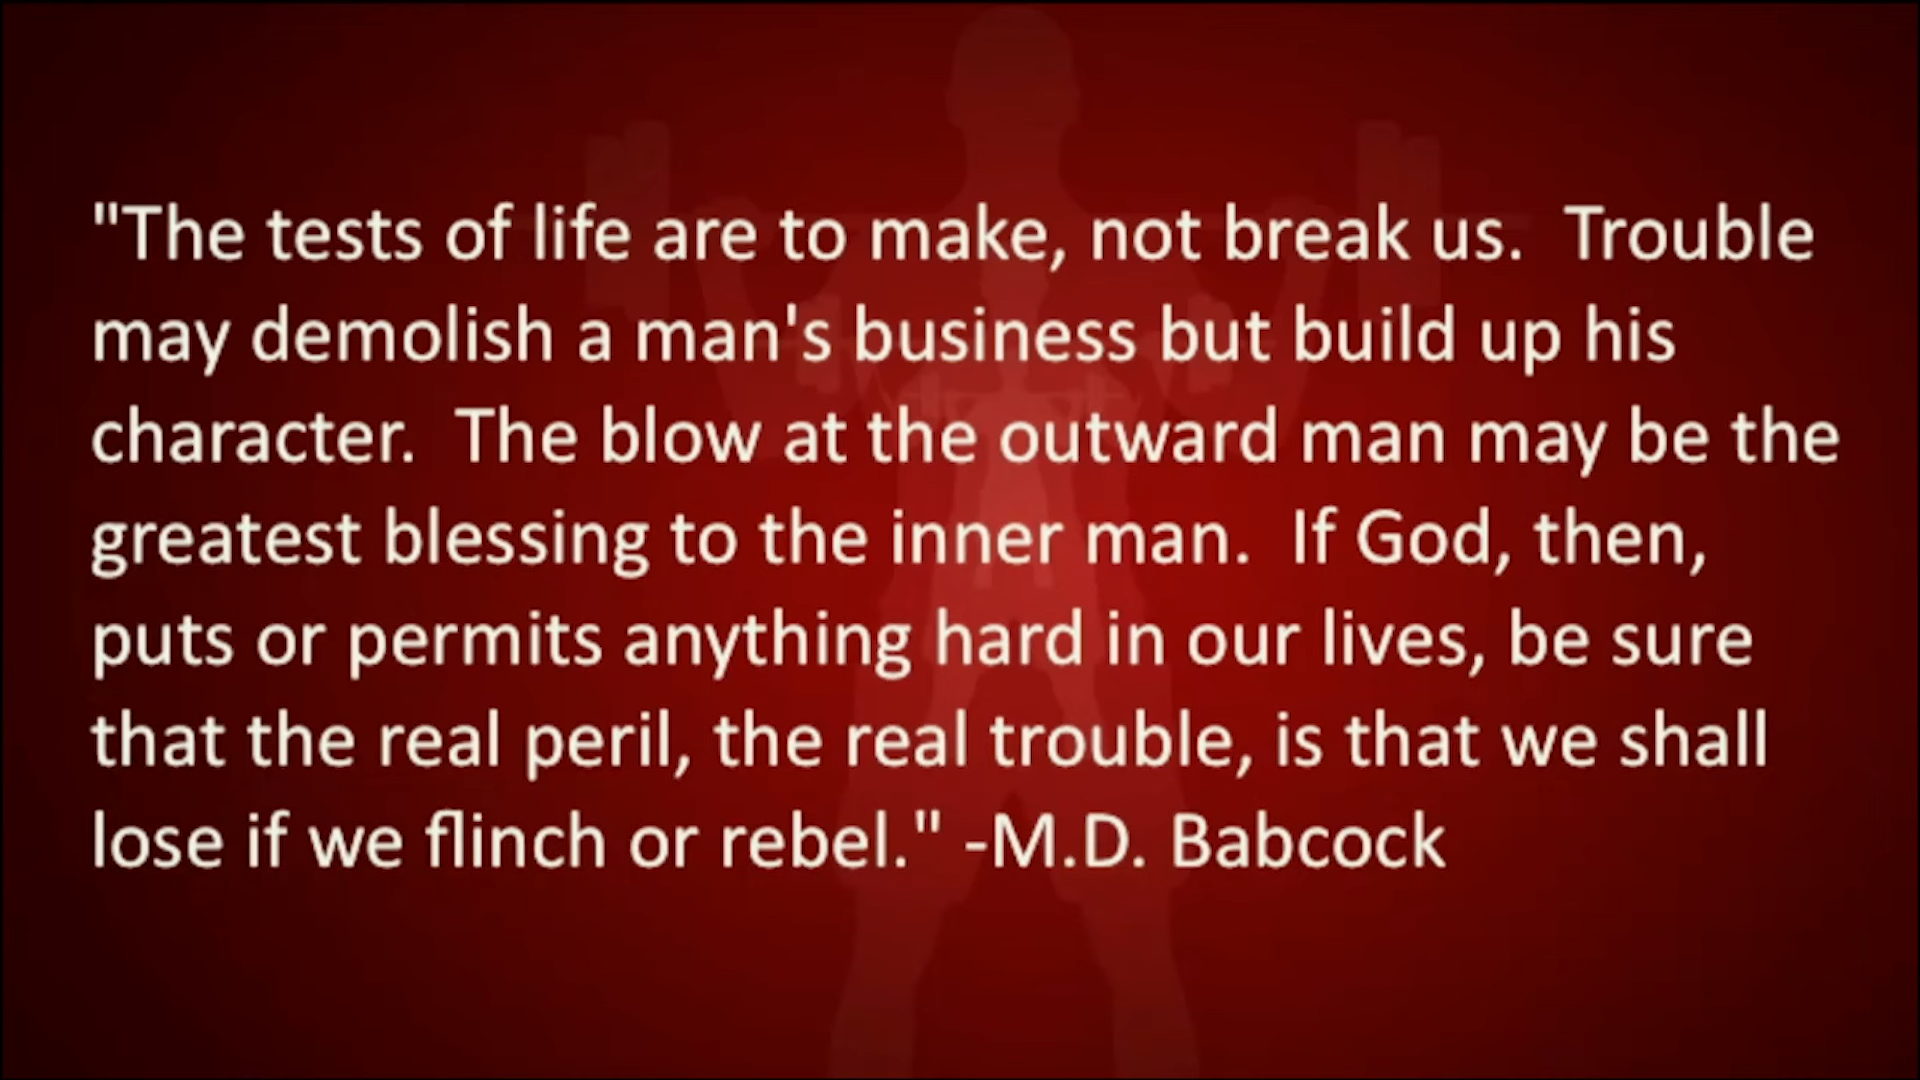 "The tests of life are to make, not break us.  Trouble
may demolish a man's business but build up his
character.  The blow at the outward man may be the
greatest blessing to the inner man.  If God, then,
puts or permits anything hard in our lives, be sure
that the real peril, the real trouble, is that we shall
lose if we flinch or rebel." -M.D. Babcock